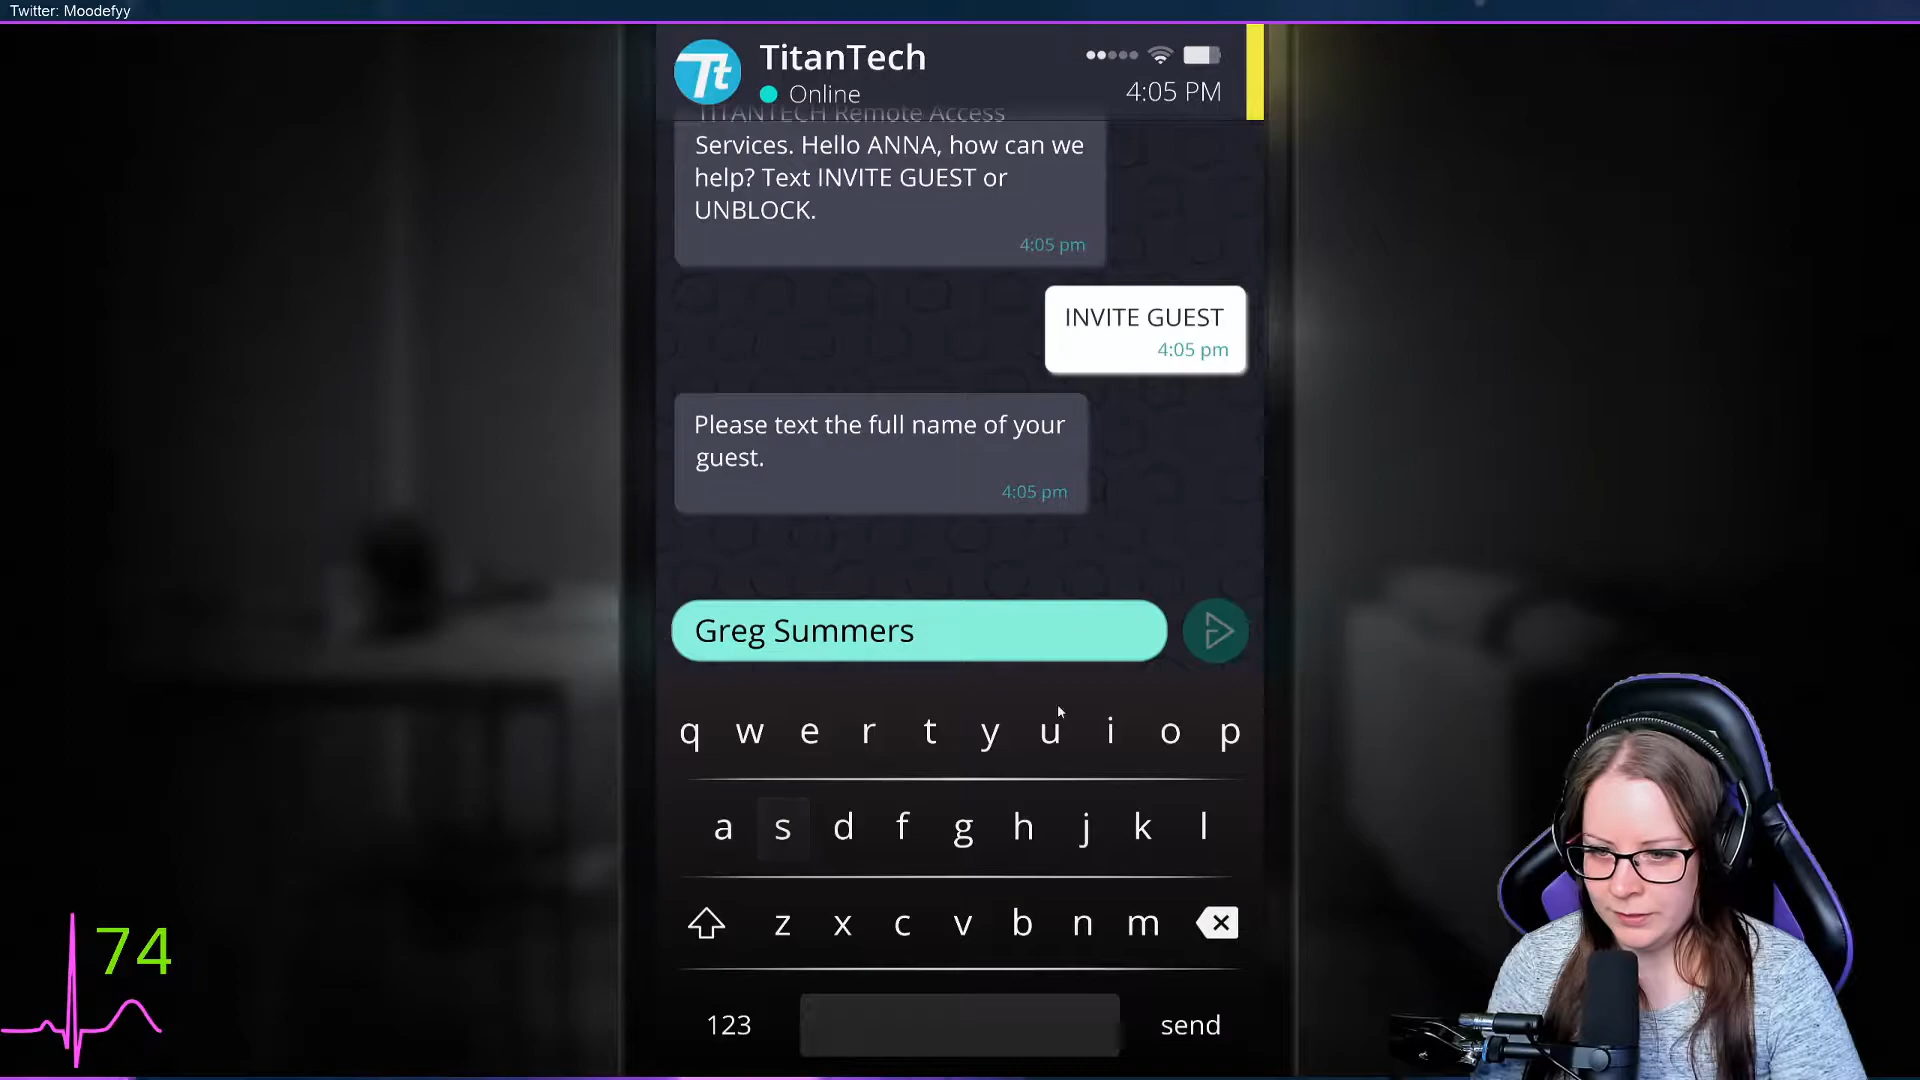 Twitter: Moodefyy
Tt
TitanTech
Online
4:05 PM
TITANTECH Remote Access
Services. Hello ANNA, how can we
help? Text INVITE GUEST or
UNBLOCK.
4:05 pm
INVITE GUEST
4:05 pm
Please text the full name of your
guest.
4:05 pm
Greg Summers
q w e r t y u i o p
a s d f g h j k l
z x c v b n m
123
send
74